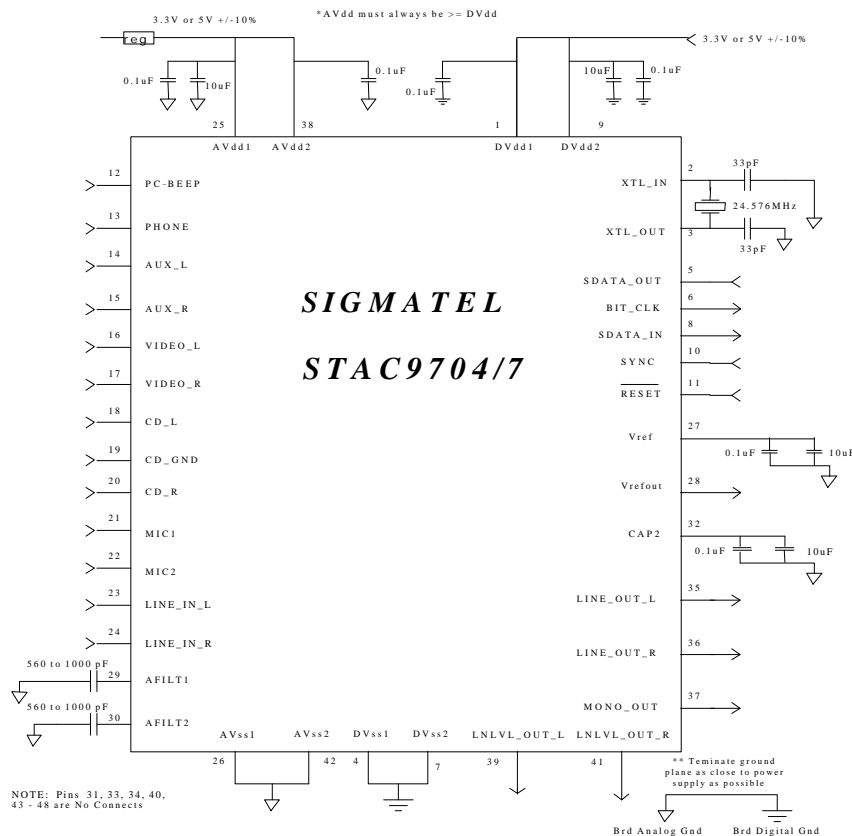 *AVdd must always be >= DVdd
3.3V or 5V +/-10%
reg
3.3V or 5V +/-10%
0.1uF
10uF
0.1uF
0.1uF
10uF
0.1uF
25
38
1
9
AVdd1
AVdd2
DVdd1
DVdd2
12
PC-BEEP
13
PHONE
14
AUX_L
15
AUX_R
16
VIDEO_L
17
VIDEO_R
18
CD_L
19
CD_GND
20
CD_R
21
MIC1
22
MIC2
23
LINE_IN_L
24
LINE_IN_R
560 to 1000 pF
29
AFILT1
560 to 1000 pF
30
AFILT2
SIGMATEL
STAC9704/7
2
XTL_IN
33pF
24.576MHz
XTL_OUT
3
33pF
SDATA_OUT
5
BIT_CLK
6
SDATA_IN
8
SYNC
10
RESET
11
Vref
27
0.1uF
10uF
Vrefout
28
CAP2
32
0.1uF
10uF
LINE_OUT_L
35
LINE_OUT_R
36
MONO_OUT
37
AVss1
AVss2
DVss1
DVss2
LNLVL_OUT_L
LNLVL_OUT_R
26
42
4
7
39
41
** Teminate ground
plane as close to power
supply as possible
NOTE: Pins 31, 33, 34, 40,
43 - 48 are No Connects
Brd Analog Gnd
Brd Digital Gnd